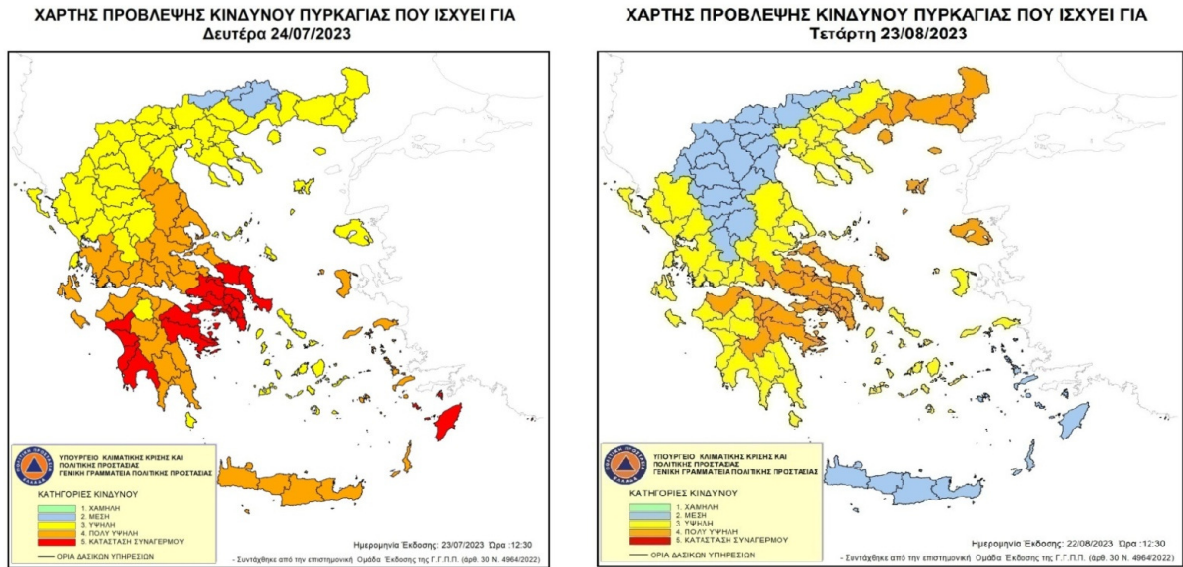 ΧΑΡΤΗΣ ΠΡΟΒΛΕΨΗΣ ΚΙΝΔΥΝΟΥ ΠΥΡΚΑΓΙΑΣ ΠΟΥ ΙΣΧΥΕΙ ΓΙΑ
Δευτέρα 24/07/2023
ΥΠΟΥΡΓΕΙΟ ΚΛΙΜΑΤΙΚΗΣ ΚΡΙΣΗΣ ΚΑΙ
ΠΟΛΙΤΙΚΗΣ ΠΡΟΣΤΑΣΙΑΣ
ΓΕΝΙΚΗ ΓΡΑΜΜΑΤΕΙΑ ΠΟΛΙΤΙΚΗΣ ΠΡΟΣΤΑΣΙΑΣ
ΚΑΤΗΓΟΡΙΕΣ ΚΙΝΔΥΝΟΥ
1. ΧΑΜΗΛΗ
2. ΜΕΣΗ
3. ΥΨΗΛΗ
4. ΠΟΛΥ ΥΨΗΛΗ
5. ΚΑΤΑΣΤΑΣΗ ΣΥΝΑΓΕΡΜΟΥ
ΟΡΙΑ ΔΑΣΙΚΩΝ ΥΠΗΡΕΣΙΩΝ
Ημερομηνία Έκδοσης: 23/07/2023 Ώρα :12:30
- Συντάχθηκε από την επιστημονική Ομάδα Έκδοσης της Γ.Γ.Π.Π. (άρθ. 30 Ν. 4964/2022)
ΧΑΡΤΗΣ ΠΡΟΒΛΕΨΗΣ ΚΙΝΔΥΝΟΥ ΠΥΡΚΑΓΙΑΣ ΠΟΥ ΙΣΧΥΕΙ ΓΙΑ
Τετάρτη 23/08/2023
ΥΠΟΥΡΓΕΙΟ ΚΛΙΜΑΤΙΚΗΣ ΚΡΙΣΗΣ ΚΑΙ
ΠΟΛΙΤΙΚΗΣ ΠΡΟΣΤΑΣΙΑΣ
ΓΕΝΙΚΗ ΓΡΑΜΜΑΤΕΙΑ ΠΟΛΙΤΙΚΗΣ ΠΡΟΣΤΑΣΙΑΣ
ΚΑΤΗΓΟΡΙΕΣ ΚΙΝΔΥΝΟΥ
1. ΧΑΜΗΛΗ
2. ΜΕΣΗ
3. ΥΨΗΛΗ
4. ΠΟΛΥ ΥΨΗΛΗ
5. ΚΑΤΑΣΤΑΣΗ ΣΥΝΑΓΕΡΜΟΥ
ΟΡΙΑ ΔΑΣΙΚΩΝ ΥΠΗΡΕΣΙΩΝ
Ημερομηνία Έκδοσης: 22/08/2023 Ώρα :12:30
- Συντάχθηκε από την επιστημονική Ομάδα Έκδοσης της Γ.Γ.Π.Π. (άρθ. 30 Ν. 4964/2022)